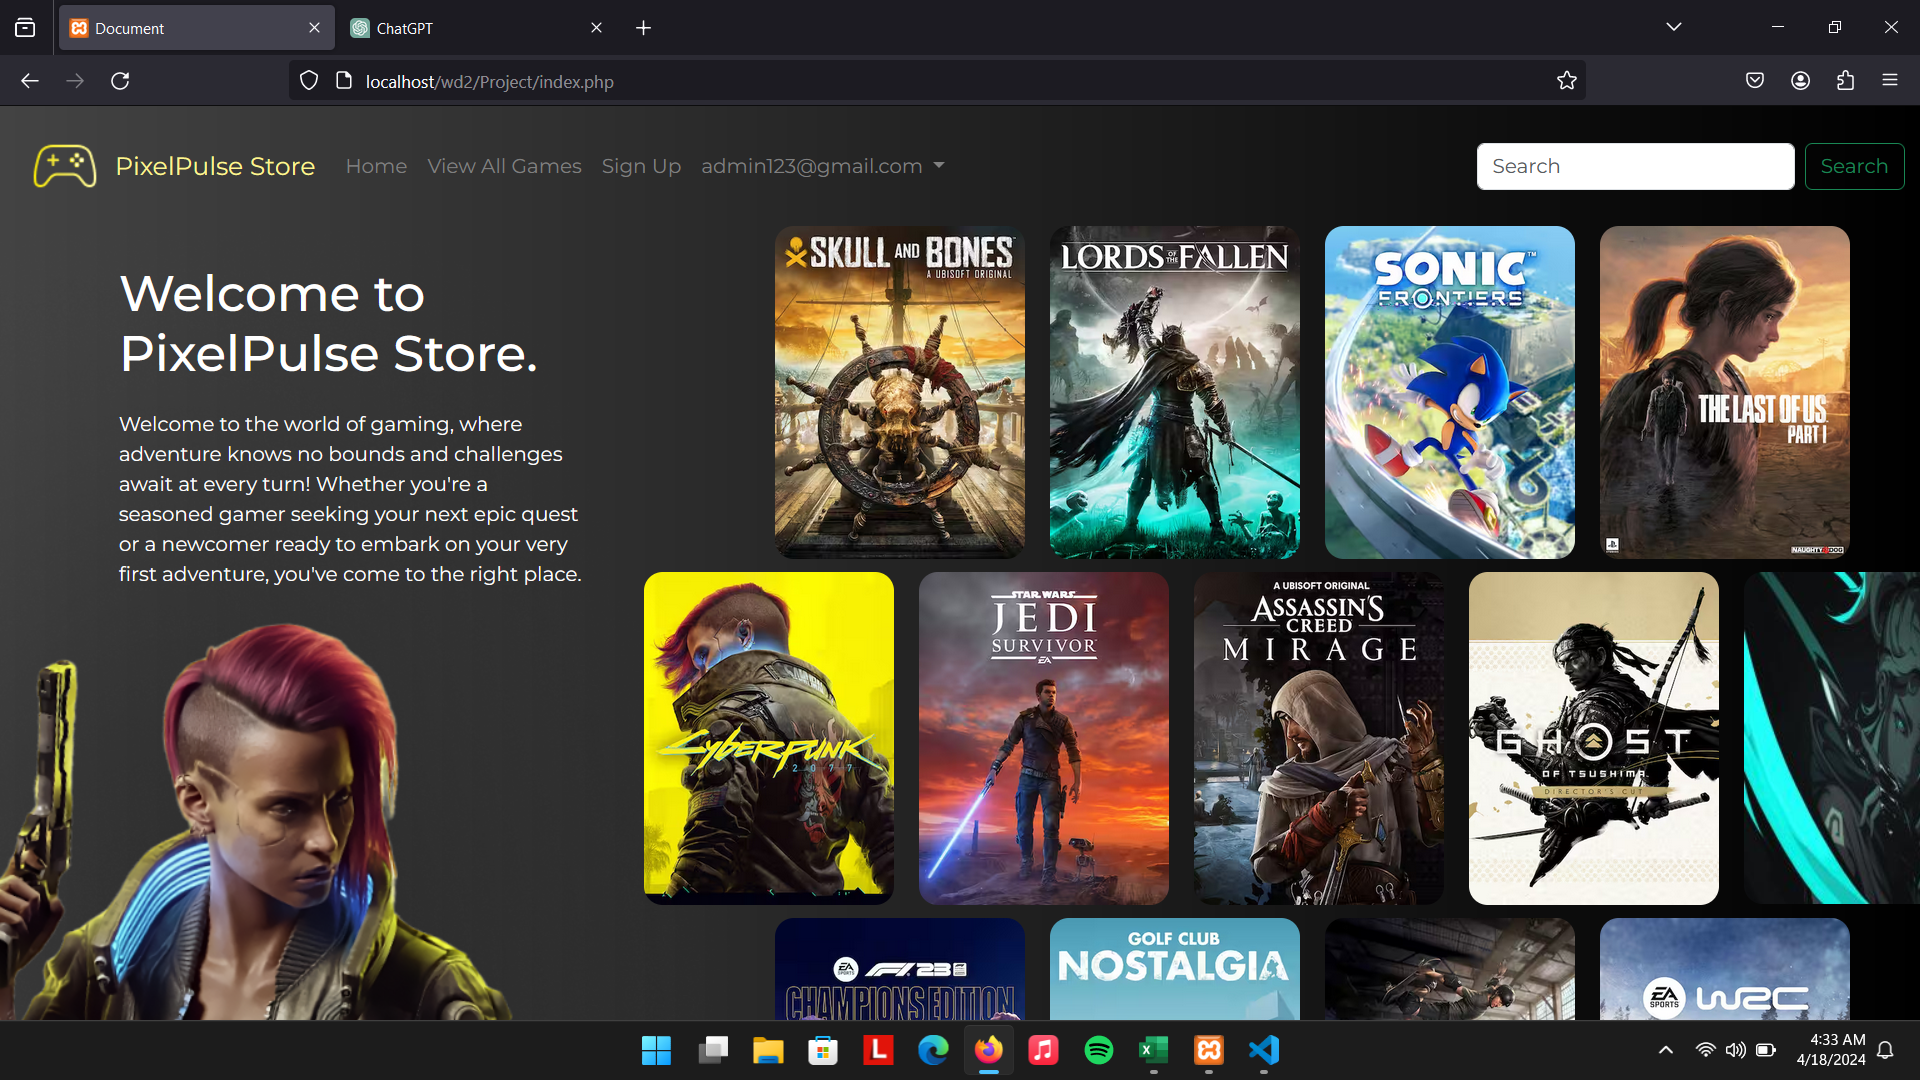 Document
ChatGPT
localhost/wd2/Project/index.php
PixelPulse Store
Home
View All Games
Sign Up
admin123@gmail.com
Search
Search
Welcome to
PixelPulse Store.
Welcome to the world of gaming, where
adventure knows no bounds and challenges
await at every turn! Whether you're a
seasoned gamer seeking your next epic quest
or a newcomer ready to embark on your very
first adventure, you've come to the right place.
SKULL AND BONES
A UBISOFT ORIGINAL
LORDS OF THE FALLEN
SONIC
FRONTIERS
THE LAST OF US
PART I
NAUGHTY DOG
CYBERPUNK
2077
STAR WARS
JEDI
SURVIVOR
EA
A UBISOFT ORIGINAL
ASSASSIN'S
CREED
MIRAGE
GHOST
OF TSUSHIMA
DIRECTOR'S CUT
EA SPORTS F1 23
CHAMPIONS EDITION
GOLF CLUB
NOSTALGIA
EA SPORTS WRC
4:33 AM
4/18/2024